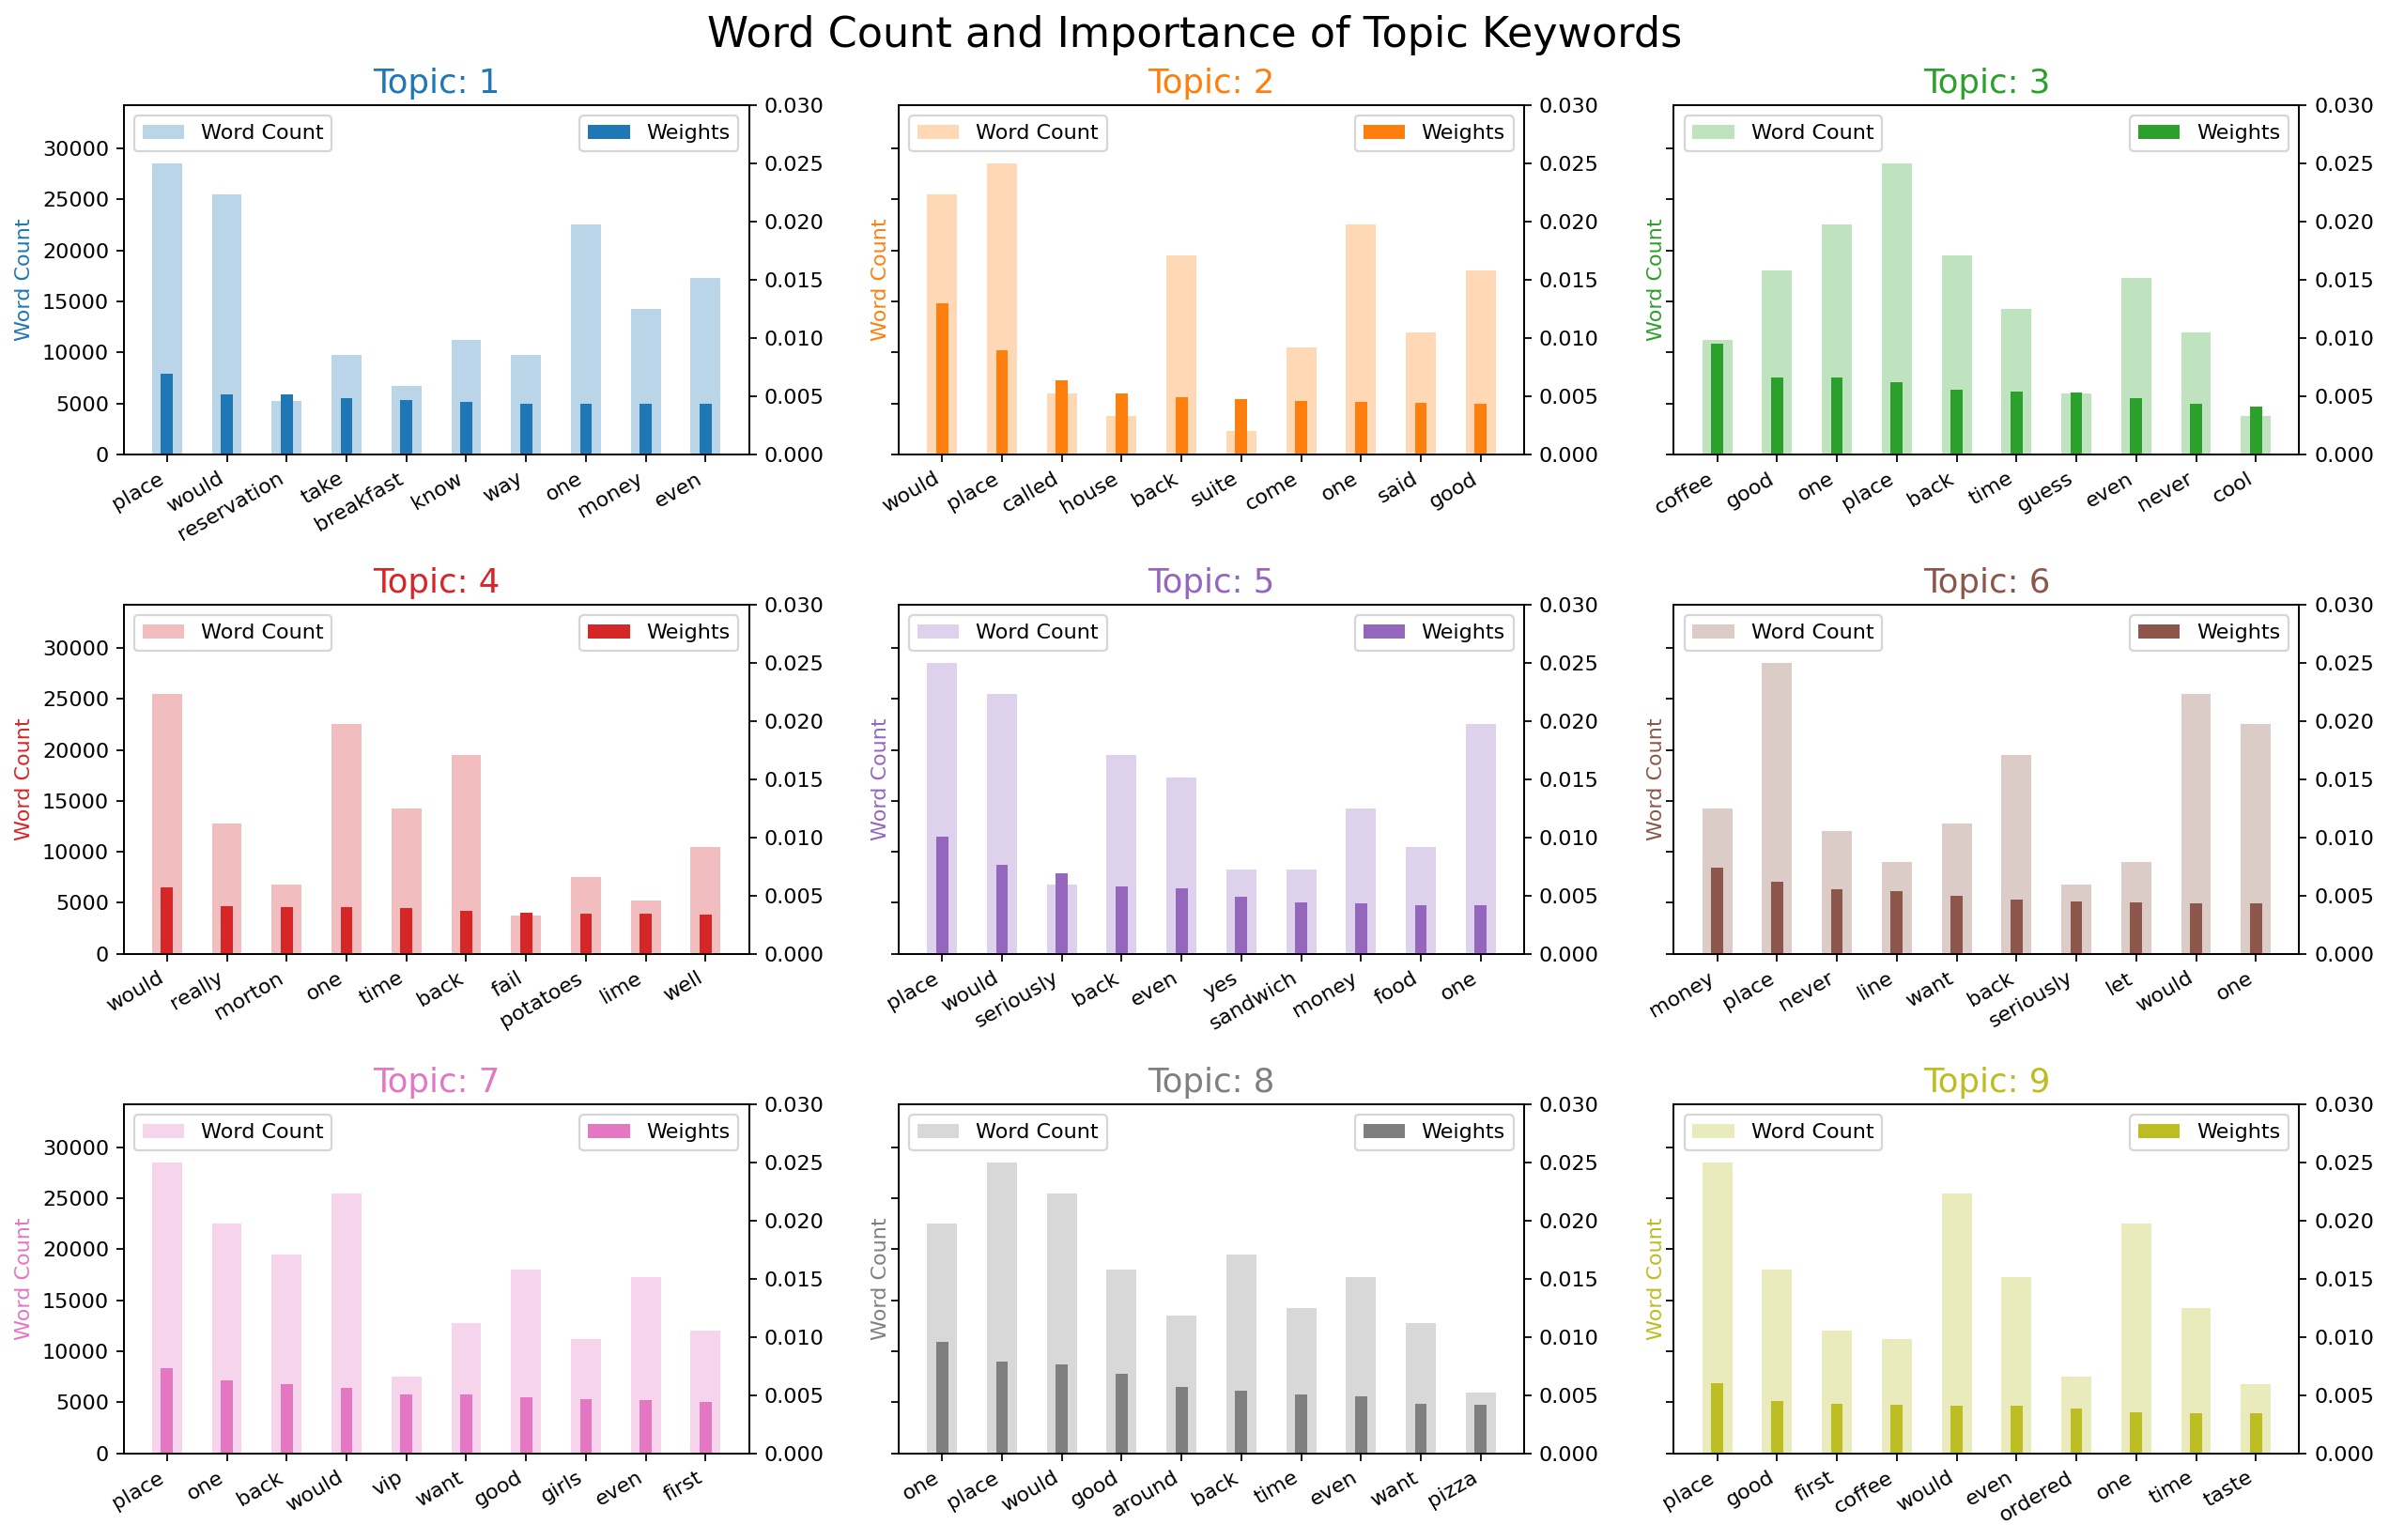 Word Count and Importance of Topic Keywords
Topic: 1
Word Count
Weights
Word Count
30000
25000
20000
15000
10000
5000
0
0.030
0.025
0.020
0.015
0.010
0.005
0.000
place would reservation take breakfast know way one money even
Topic: 2
Word Count
Weights
Word Count
0.030
0.025
0.020
0.015
0.010
0.005
0.000
would place called house back suite come one said good
Topic: 3
Word Count
Weights
Word Count
0.030
0.025
0.020
0.015
0.010
0.005
0.000
coffee good one place back time guess even never cool
Topic: 4
Word Count
Weights
Word Count
30000
25000
20000
15000
10000
5000
0
0.030
0.025
0.020
0.015
0.010
0.005
0.000
would really morton one time back fail potatoes lime well
Topic: 5
Word Count
Weights
Word Count
0.030
0.025
0.020
0.015
0.010
0.005
0.000
place would seriously back even yes sandwich money food one
Topic: 6
Word Count
Weights
Word Count
0.030
0.025
0.020
0.015
0.010
0.005
0.000
money place never line want back seriously let would one
Topic: 7
Word Count
Weights
Word Count
30000
25000
20000
15000
10000
5000
0
0.030
0.025
0.020
0.015
0.010
0.005
0.000
place one back would vip want good girls even first
Topic: 8
Word Count
Weights
Word Count
0.030
0.025
0.020
0.015
0.010
0.005
0.000
one place would good around back time even want pizza
Topic: 9
Word Count
Weights
Word Count
0.030
0.025
0.020
0.015
0.010
0.005
0.000
place good first coffee would even ordered one time taste